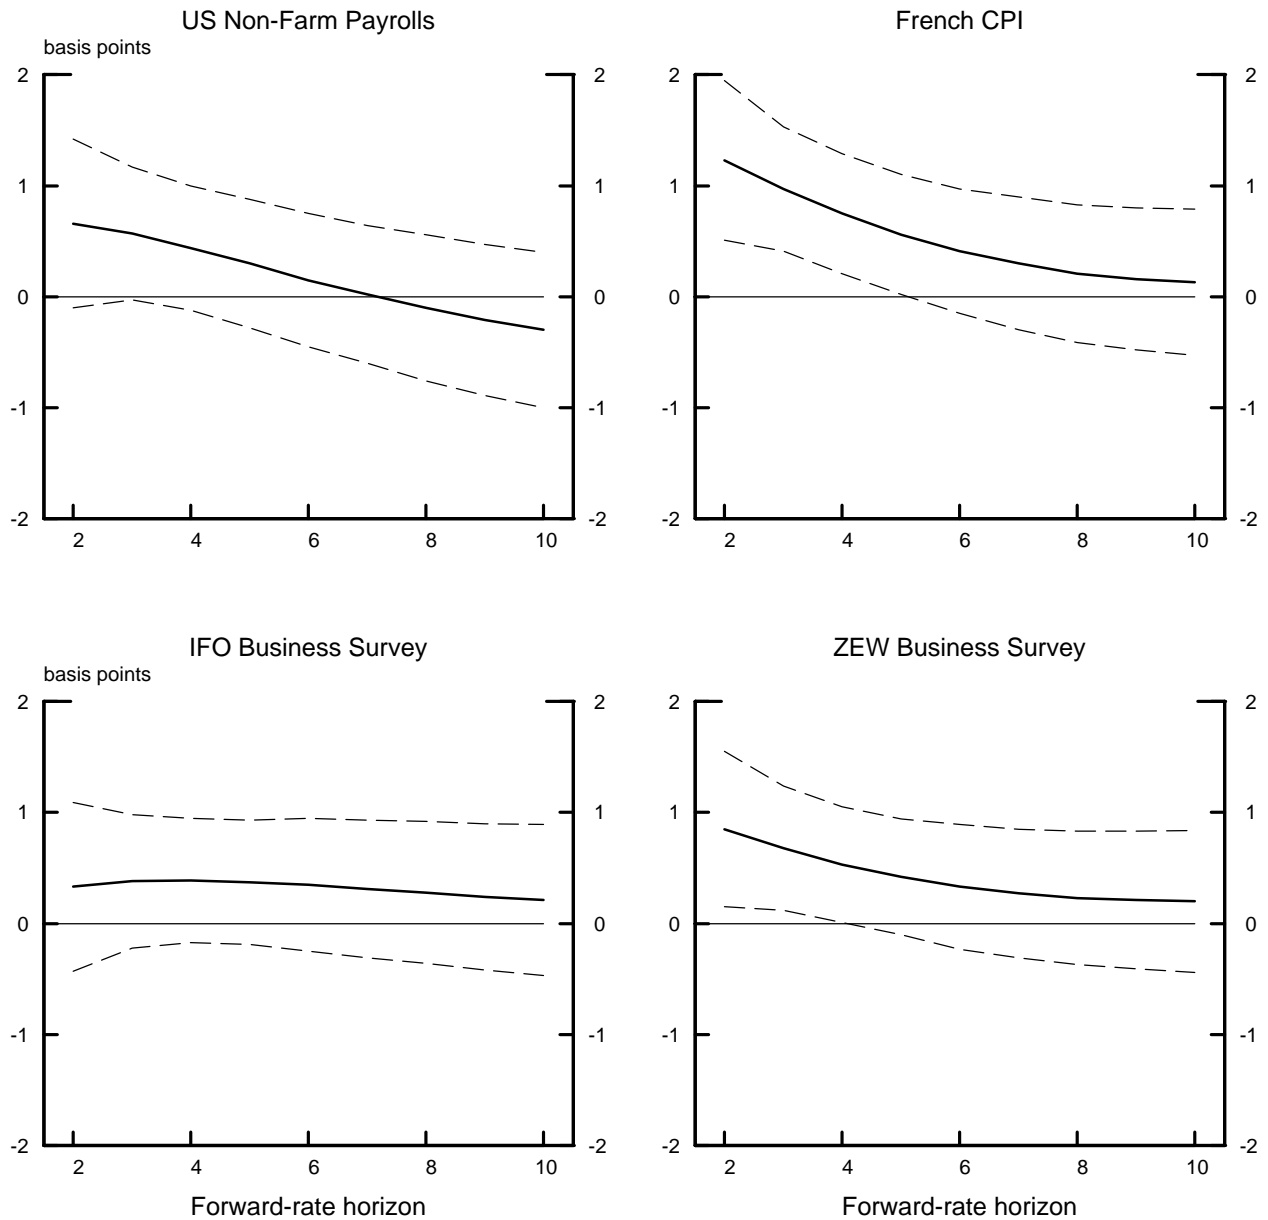 US Non-Farm Payrolls
basis points
2 2
1 1
0 0
-1 -1
-2 -2
2 4 6 8 10
French CPI
2 2
1 1
0 0
-1 -1
-2 -2
2 4 6 8 10
IFO Business Survey
basis points
2 2
1 1
0 0
-1 -1
-2 -2
2 4 6 8 10
Forward-rate horizon
ZEW Business Survey
2 2
1 1
0 0
-1 -1
-2 -2
2 4 6 8 10
Forward-rate horizon